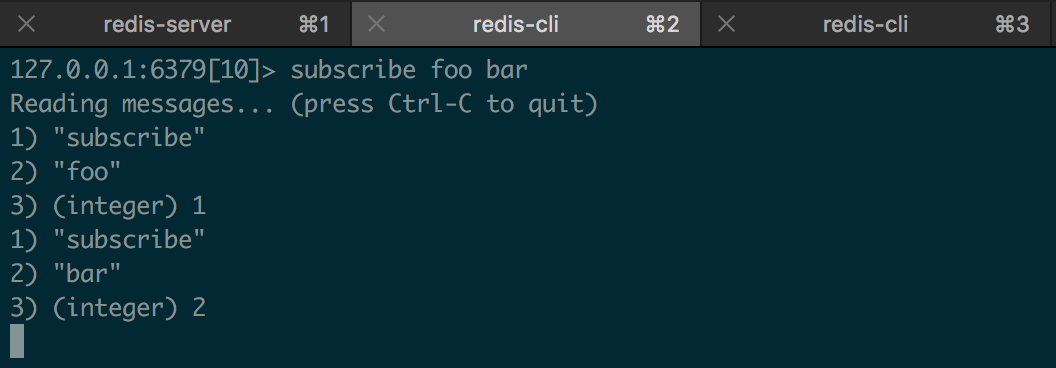 redis-server ⌘1 redis-cli ⌘2 redis-cli ⌘3
127.0.0.1:6379[10]> subscribe foo bar
Reading messages... (press Ctrl-C to quit)
1) "subscribe"
2) "foo"
3) (integer) 1
1) "subscribe"
2) "bar"
3) (integer) 2